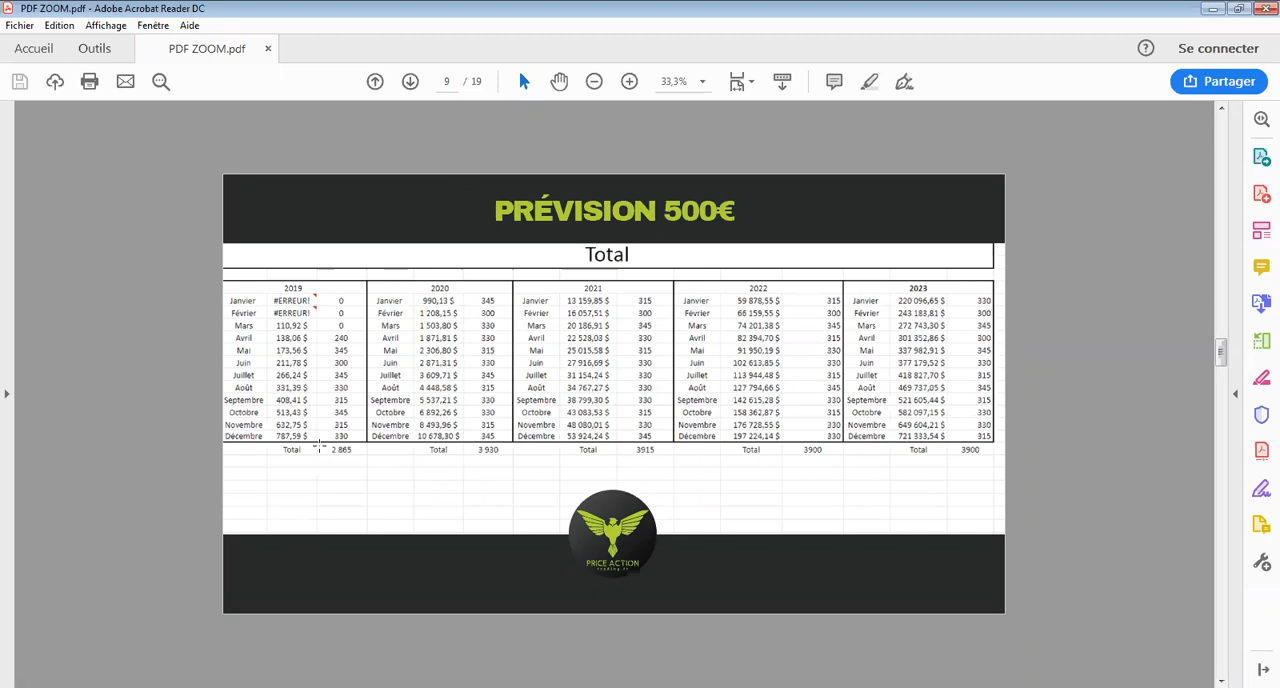 PDF ZOOM.pdf - Adobe Acrobat Reader DC
Fichier Edition Affichage Fenêtre Aide
Accueil Outils PDF ZOOM.pdf × Se connecter
9 / 19 33,3% Partager
PRÉVISION 500€
Total
2019 2020 2021 2022 2023
Janvier #ERREUR! 0 Janvier 990,13 $ 345 Janvier 13 159,85 $ 315 Janvier 59 878,55 $ 315 Janvier 220 096,65 $ 330
Février #ERREUR! 0 Février 1 208,15 $ 300 Février 16 057,51 $ 300 Février 66 159,55 $ 300 Février 243 183,81 $ 300
Mars 110,92 $ 0 Mars 1 503,80 $ 330 Mars 20 186,91 $ 345 Mars 74 201,38 $ 345 Mars 272 743,30 $ 345
Avril 138,06 $ 240 Avril 1 871,81 $ 330 Avril 22 528,03 $ 330 Avril 82 394,70 $ 315 Avril 301 352,86 $ 300
Mai 173,56 $ 345 Mai 2 306,80 $ 315 Mai 25 015,58 $ 315 Mai 91 950,19 $ 330 Mai 337 982,91 $ 345
Juin 211,78 $ 300 Juin 2 871,31 $ 330 Juin 27 916,69 $ 330 Juin 102 613,85 $ 330 Juin 377 179,52 $ 330
Juillet 266,24 $ 345 Juillet 3 609,71 $ 345 Juillet 31 154,24 $ 330 Juillet 113 944,48 $ 315 Juillet 418 827,70 $ 315
Août 331,39 $ 330 Août 4 448,58 $ 315 Août 34 767,27 $ 330 Août 127 794,66 $ 345 Août 469 737,05 $ 345
Septembre 408,41 $ 315 Septembre 5 537,21 $ 330 Septembre 38 799,30 $ 330 Septembre 142 615,28 $ 330 Septembre 521 605,44 $ 315
Octobre 513,43 $ 345 Octobre 6 892,26 $ 330 Octobre 43 083,53 $ 315 Octobre 158 362,87 $ 315 Octobre 582 097,15 $ 330
Novembre 632,75 $ 315 Novembre 8 493,96 $ 315 Novembre 48 080,01 $ 330 Novembre 176 728,55 $ 330 Novembre 649 604,21 $ 330
Décembre 787,59 $ 330 Décembre 10 678,30 $ 345 Décembre 53 924,24 $ 345 Décembre 197 224,14 $ 330 Décembre 721 333,54 $ 315
Total 2 865 Total 3 930 Total 3915 Total 3900 Total 3900
PRICE ACTION